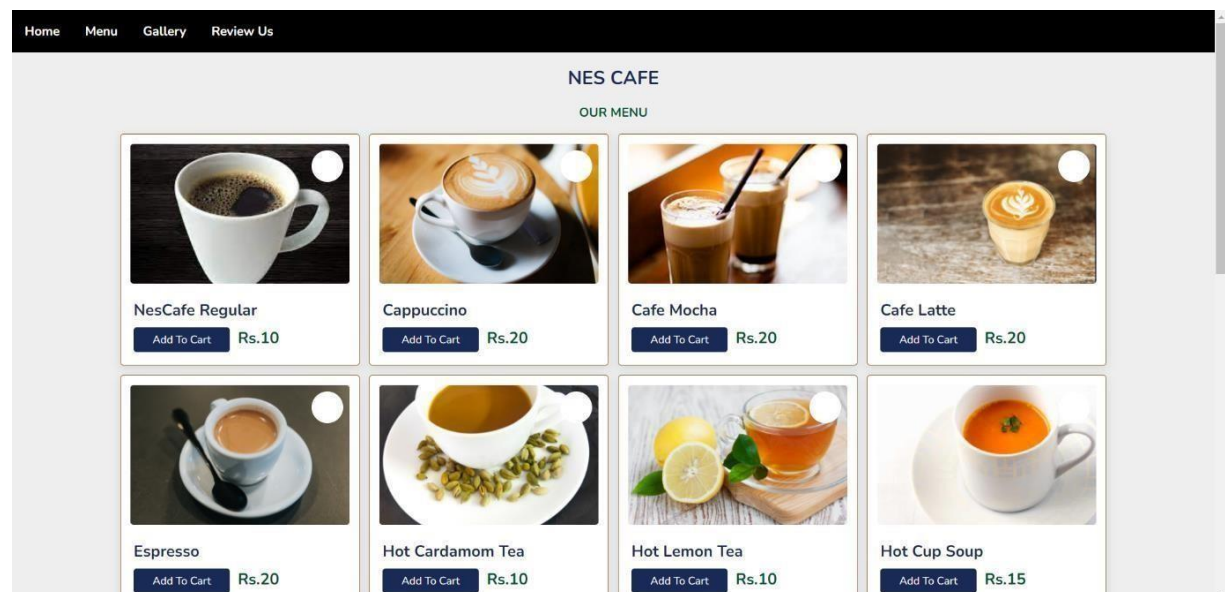 Home Menu Gallery Review Us
NES CAFE
OUR MENU
NesCafe Regular
Add To Cart Rs.10
Cappuccino
Add To Cart Rs.20
Cafe Mocha
Add To Cart Rs.20
Cafe Latte
Add To Cart Rs.20
Espresso
Add To Cart Rs.20
Hot Cardamom Tea
Add To Cart Rs.10
Hot Lemon Tea
Add To Cart Rs.10
Hot Cup Soup
Add To Cart Rs.15